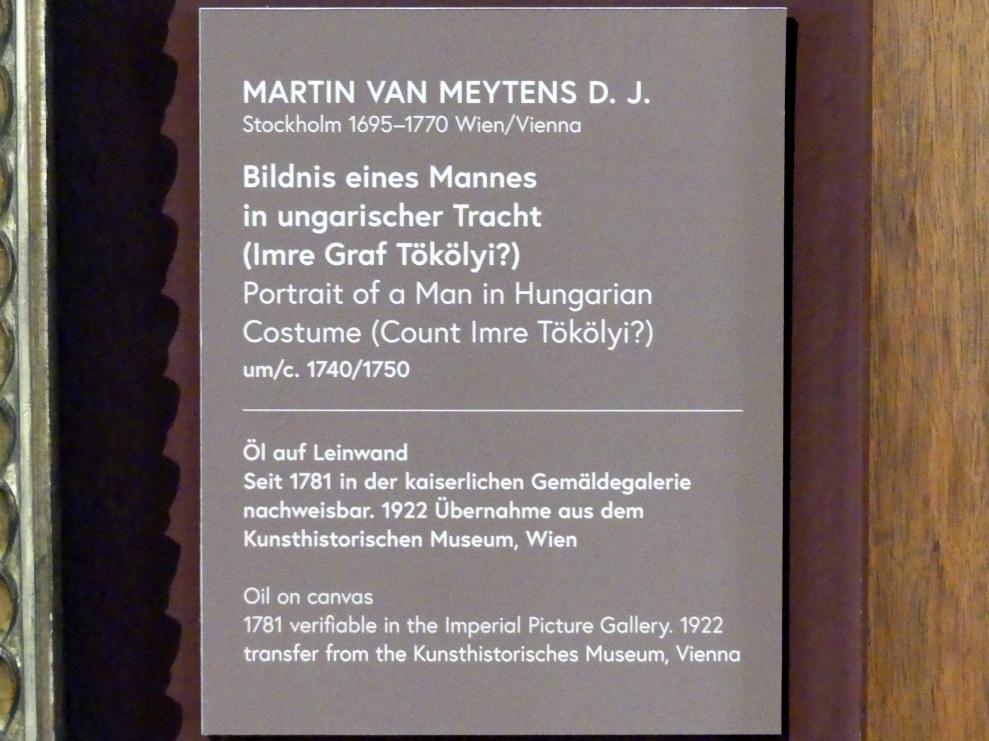 MARTIN VAN MEYTENS D. J.
Stockholm 1695–1770 Wien/Vienna
Bildnis eines Mannes
in ungarischer Tracht
(Imre Graf Tökölyi?)
Portrait of a Man in Hungarian
Costume (Count Imre Tökölyi?)
um/c. 1740/1750
Öl auf Leinwand
Seit 1781 in der kaiserlichen Gemäldegalerie
nachweisbar. 1922 Übernahme aus dem
Kunsthistorischen Museum, Wien
Oil on canvas
1781 verifiable in the Imperial Picture Gallery. 1922
transfer from the Kunsthistorisches Museum, Vienna